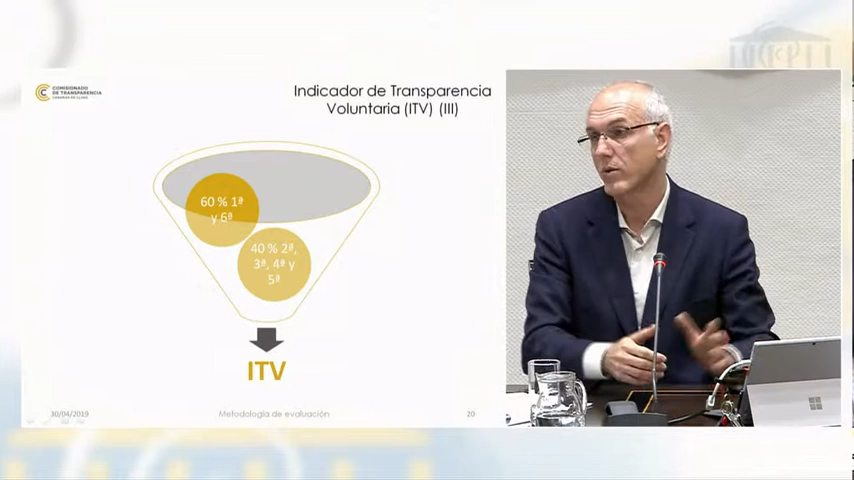 COMISIONADO
DE TRANSPARENCIA
Indicador de Transparencia
Voluntaria (ITV) (III)
60 % 1ª
y 6ª
40 % 2ª,
3ª, 4ª y
5ª
ITV
30/04/2019
Metodología de evaluación
20